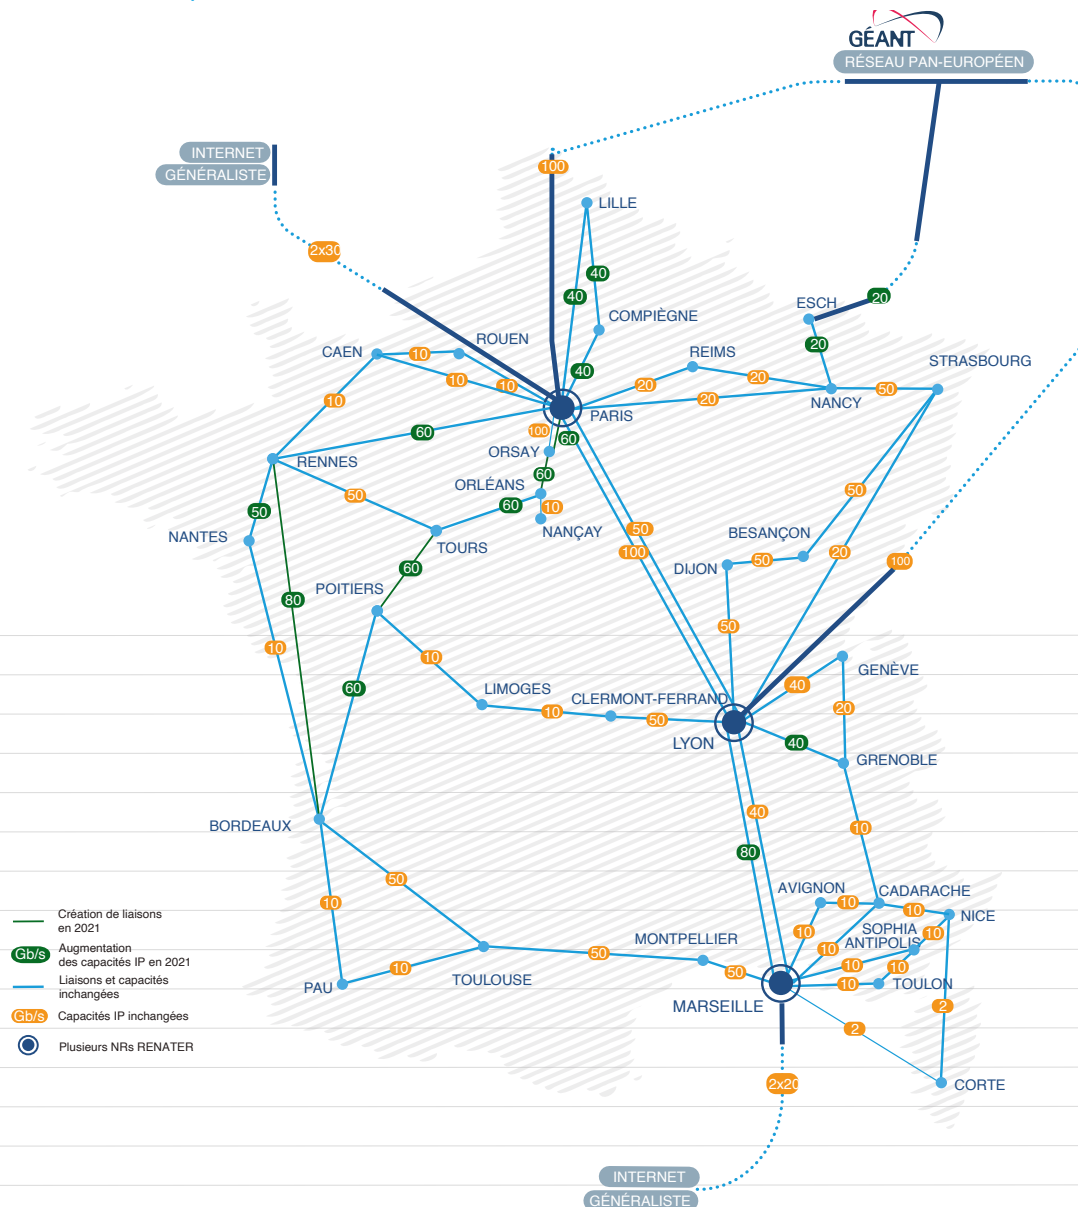 GÉANT
RÉSEAU PAN-EUROPÉEN
INTERNET
GÉNÉRALISTE
100
LILLE
2x30
40
40
20
ESCH
COMPIÈGNE
20
ROUEN
CAEN
10
REIMS
STRASBOURG
40
10
10
20
20
50
10
20
NANCY
PARIS
60
100
60
ORSAY
RENNES
60
ORLÉANS
50
60
10
50
50
NANTES
NANÇAY
50
BESANÇON
TOURS
100
20
50
DIJON
100
60
POITIERS
80
50
10
10
GENÈVE
40
60
LIMOGES
CLERMONT-FERRAND
20
10
50
LYON
40
GRENOBLE
40
BORDEAUX
10
80
50
AVIGNON
CADARACHE
10
10
10
NICE
Création de liaisons
en 2021
10
SOPHIA
ANTIPOLIS
10
MONTPELLIER
10
Gb/s
Augmentation
des capacités IP en 2021
50
10
10
10
50
TOULOUSE
PAU
Liaisons et capacités
inchangées
10
TOULON
MARSEILLE
2
Gb/s
Capacités IP inchangées
2
Plusieurs NRs RENATER
2x20
CORTE
INTERNET
GÉNÉRALISTE